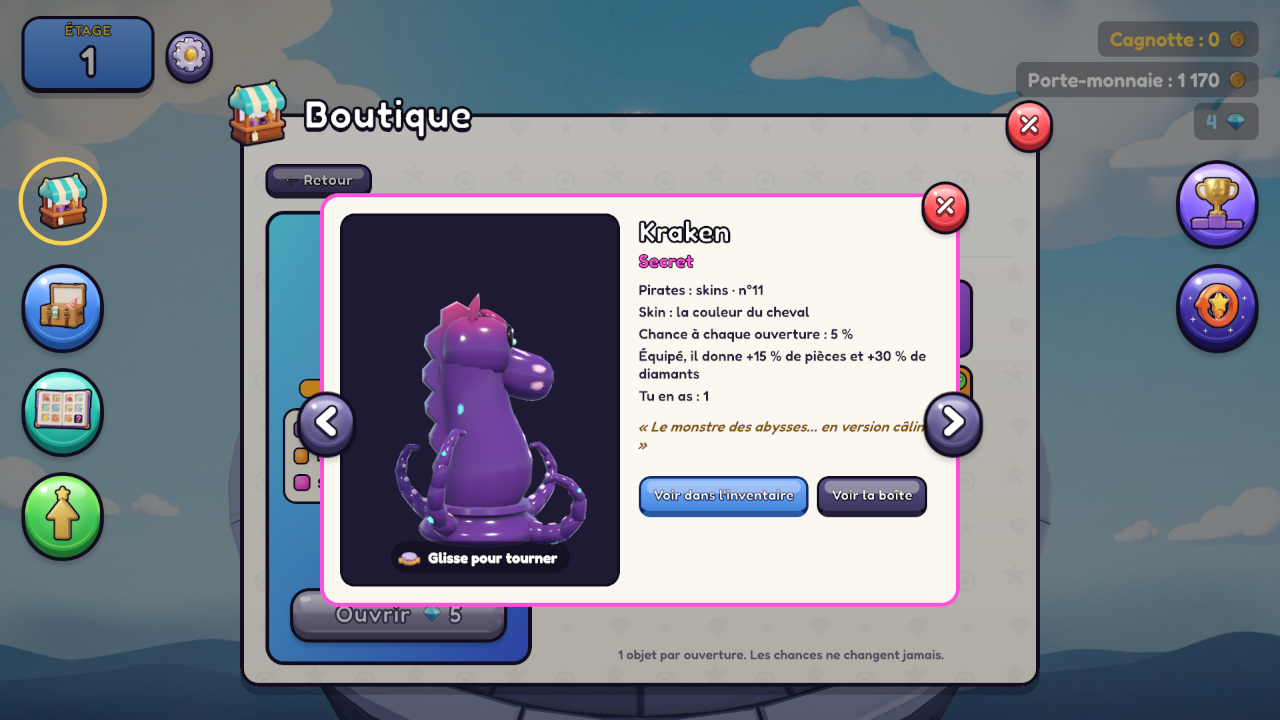 ÉTAGE
1
Cagnotte : 0
Porte-monnaie : 1 170
4
Boutique
← Retour
Kraken
Secret
Pirates : skins · n°11
Skin : la couleur du cheval
Chance à chaque ouverture : 5 %
Équipé, il donne +15 % de pièces et +30 % de
diamants
Tu en as : 1
« Le monstre des abysses... en version câlin
»
Voir dans l'inventaire
Voir la boîte
Glisse pour tourner
Ouvrir 5
1 objet par ouverture. Les chances ne changent jamais.